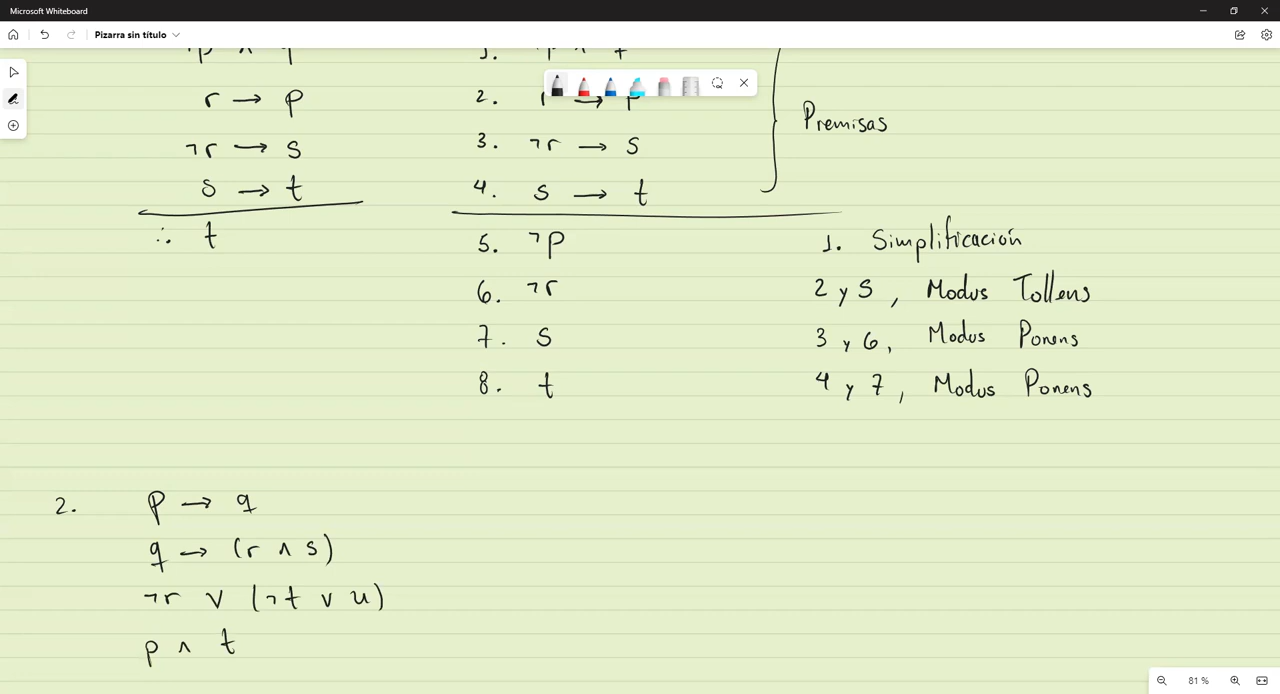 Microsoft Whiteboard
Pizarra sin título
¬p ∧ q
r → p
¬r → s
s → t
∴ t
1. ¬p ∧
2. r → p
3. ¬r → s
4. s → t
Premisas
5. ¬p 1. Simplificación
6. ¬r 2 y 5, Modus Tollens
7. s 3 y 6, Modus Ponens
8. t 4 y 7, Modus Ponens
2. p → q
q → (r ∧ s)
¬r ∨ (¬t ∨ u)
p ∧ t
81 %